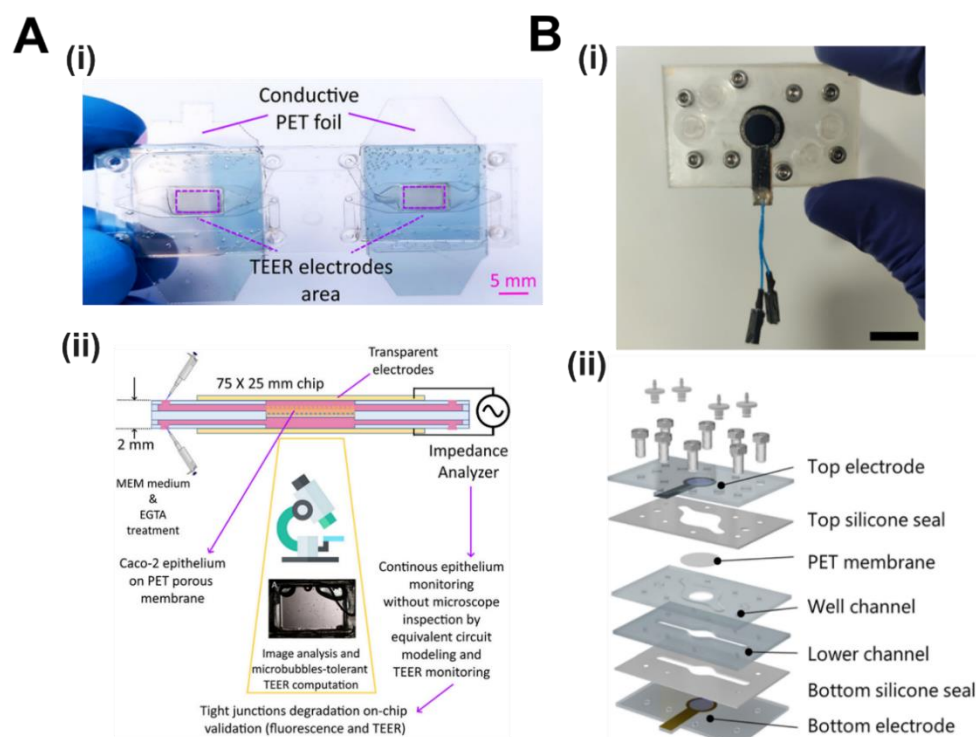 A
(i)
Conductive
PET foil
TEER electrodes
area
5 mm
(ii)
Transparent
electrodes
75 X 25 mm chip
2 mm
Impedance
Analyzer
MEM medium
&
EGTA
treatment
Caco-2 epithelium
on PET porous
membrane
A
Image analysis and
microbubbles-tolerant
TEER computation
Continous epithelium
monitoring
without microscope
inspection by
equivalent circuit
modeling and
TEER monitoring
Tight junctions degradation on-chip
validation (fluorescence and TEER)
B
(i)
(ii)
Top electrode
Top silicone seal
PET membrane
Well channel
Lower channel
Bottom silicone seal
Bottom electrode